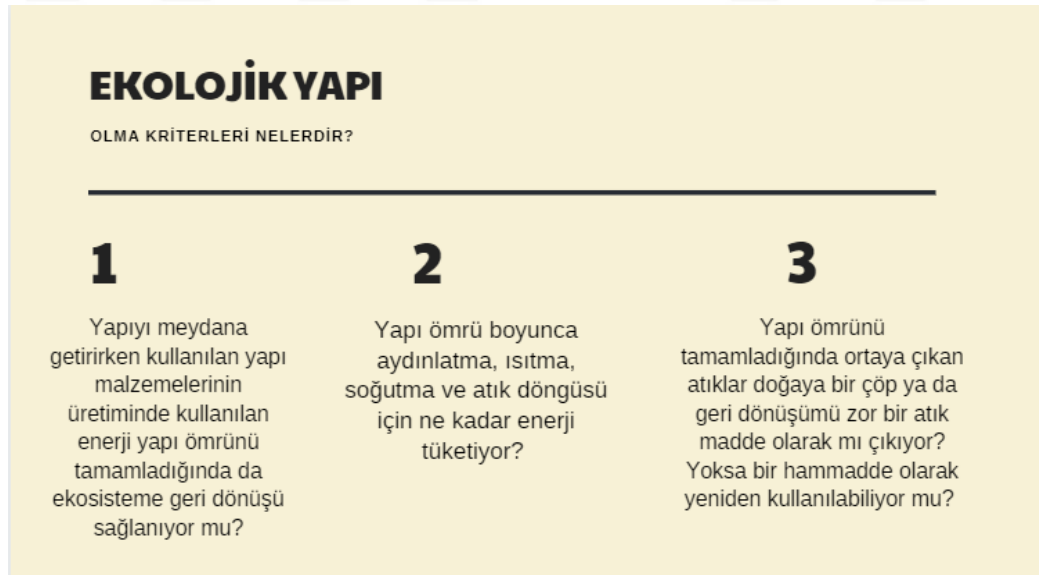 EKOLOJİK YAPI
OLMA KRİTERLERİ NELERDİR?
1
Yapıyı meydana
getirirken kullanılan yapı
malzemelerinin
üretiminde kullanılan
enerji yapı ömrünü
tamamladığında da
ekosisteme geri dönüşü
sağlanıyor mu?
2
Yapı ömrü boyunca
aydınlatma, ısıtma,
soğutma ve atık döngüsü
için ne kadar enerji
tüketiyor?
3
Yapı ömrünü
tamamladığında ortaya çıkan
atıklar doğaya bir çöp ya da
geri dönüşümü zor bir atık
madde olarak mı çıkıyor?
Yoksa bir hammadde olarak
yeniden kullanılabiliyor mu?